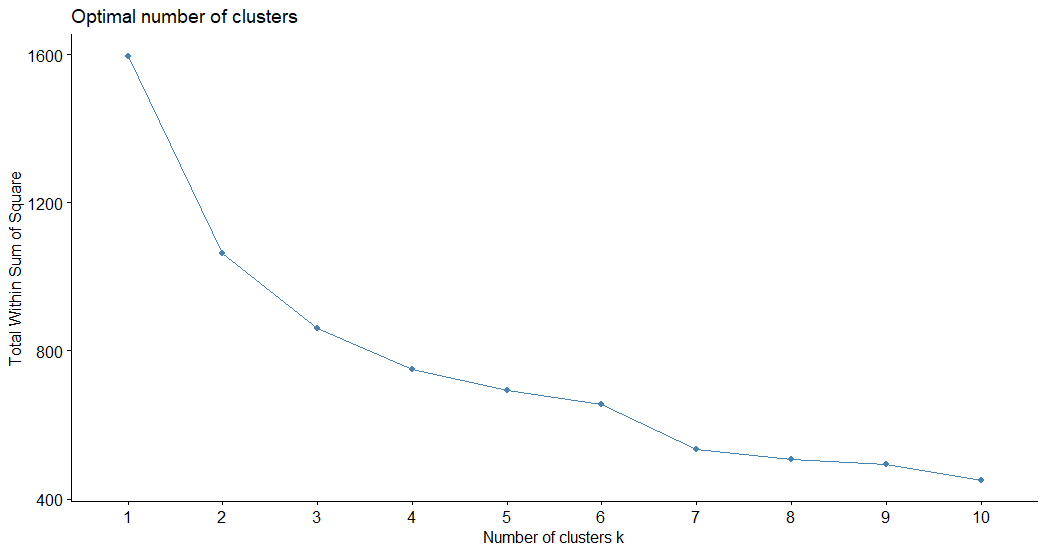 Optimal number of clusters
Total Within Sum of Square
1600
1200
800
400
1 2 3 4 5 6 7 8 9 10
Number of clusters k